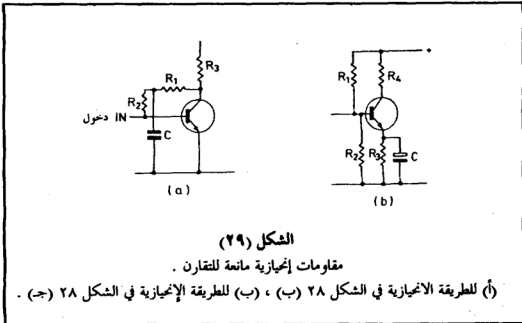 R3
R1
R2
IN دخول
C
(a)
+
R1
R4
R2
R3
C
(b)
الشكل (٢٩)
مقاومات إنحيازية مانعة للتقارن .
(أ) للطريقة الانحيازية في الشكل ٢٨ (ب) ، (ب) للطريقة الإنحيازية في الشكل ٢٨ (جـ) .